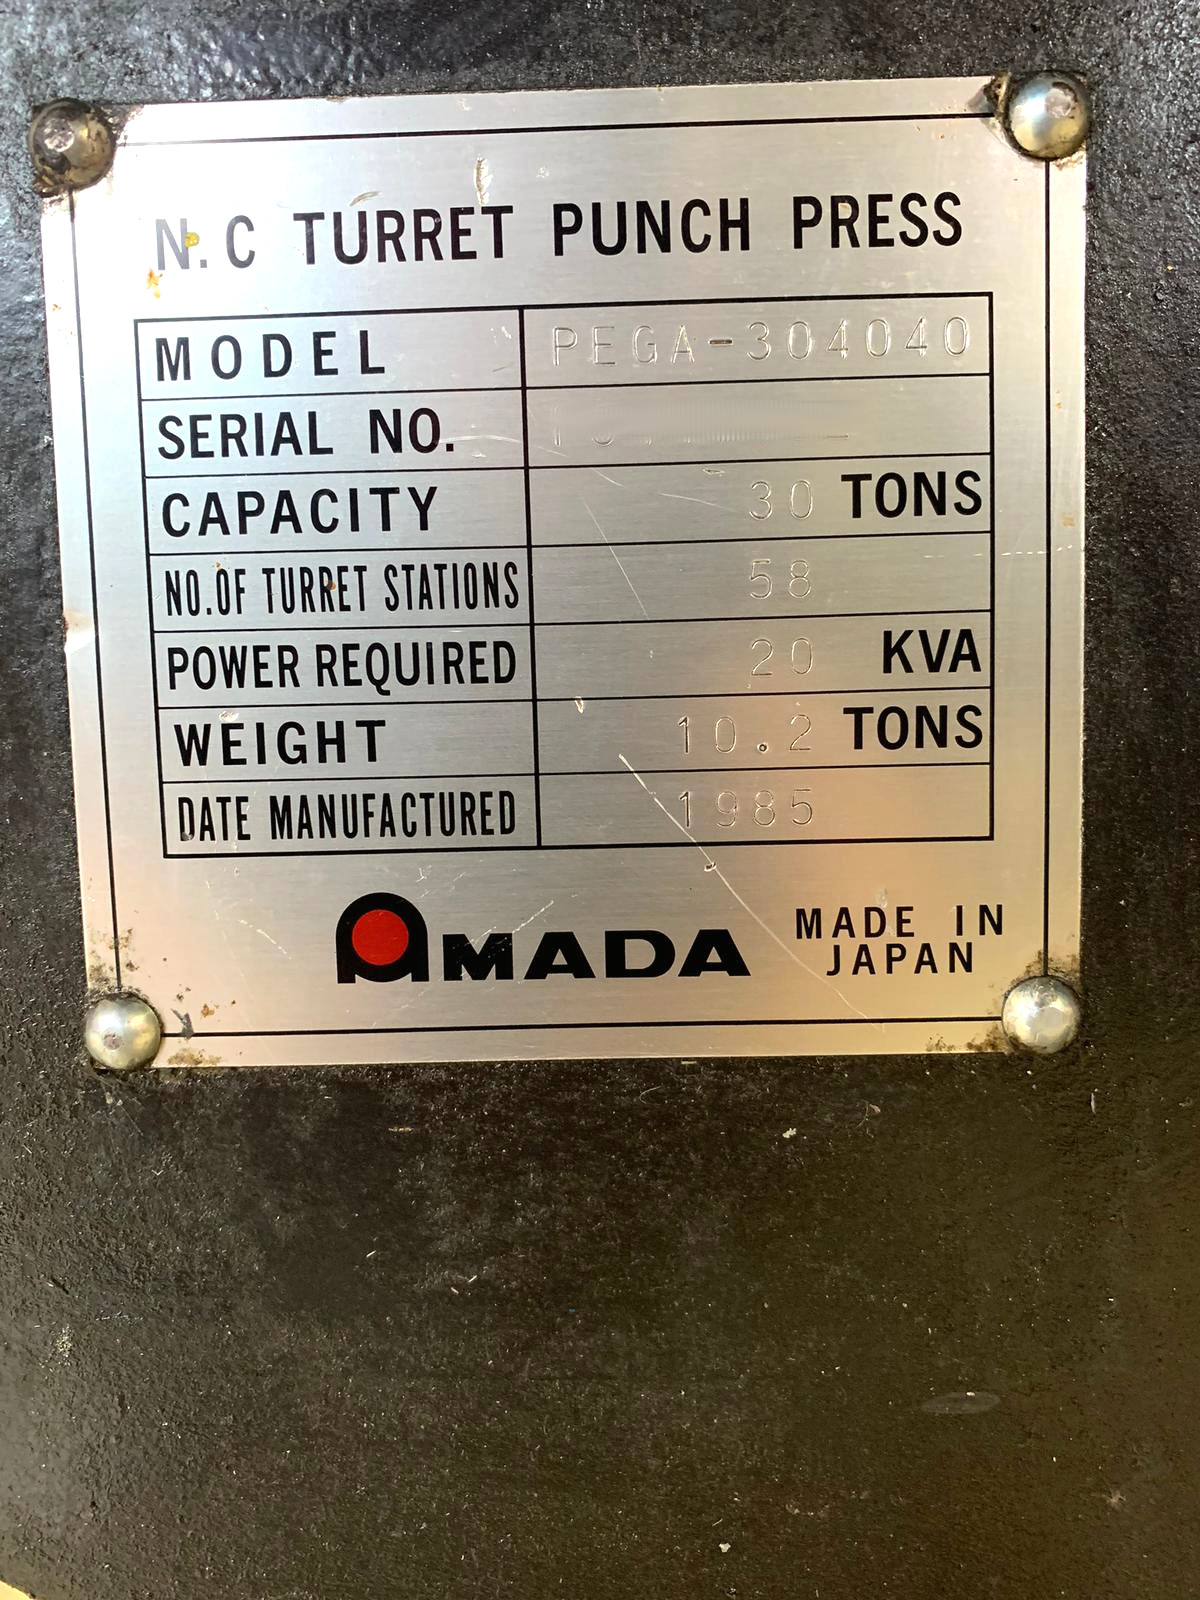 N.C TURRET PUNCH PRESS
MODEL PEGA-304040
SERIAL NO.
CAPACITY 30 TONS
NO.OF TURRET STATIONS 58
POWER REQUIRED 20 KVA
WEIGHT 10.2 TONS
DATE MANUFACTURED 1985
AMADA
MADE IN
JAPAN